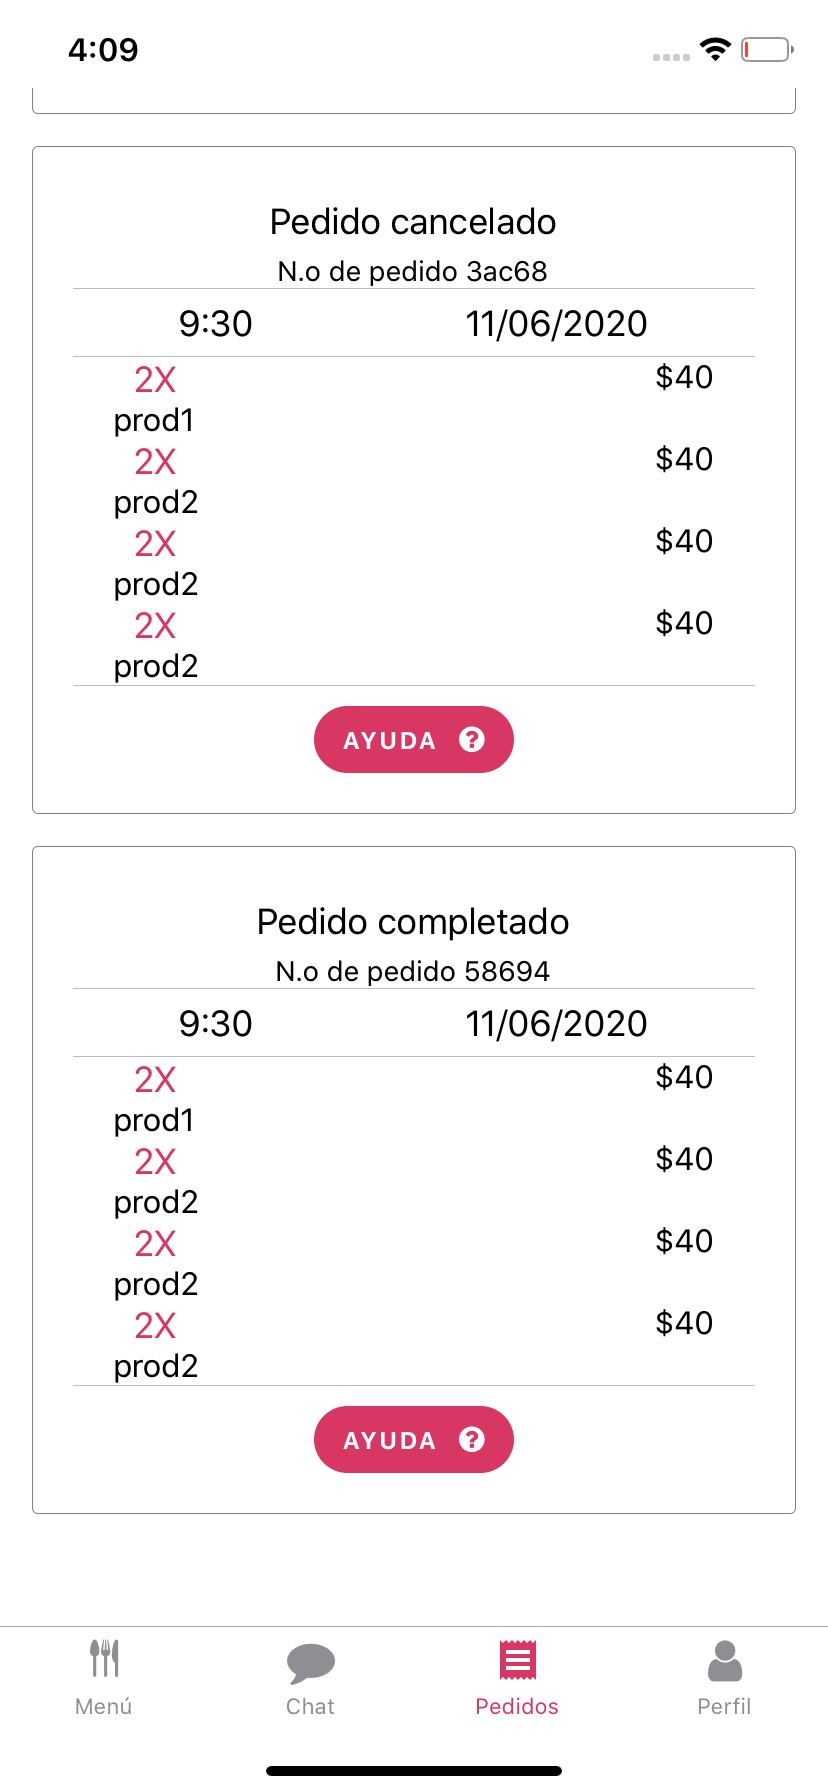 4:09
Pedido cancelado
N.o de pedido 3ac68
9:30 11/06/2020
2X $40
prod1
2X $40
prod2
2X $40
prod2
2X $40
prod2
AYUDA ?
Pedido completado
N.o de pedido 58694
9:30 11/06/2020
2X $40
prod1
2X $40
prod2
2X $40
prod2
2X $40
prod2
AYUDA ?
Menú Chat Pedidos Perfil